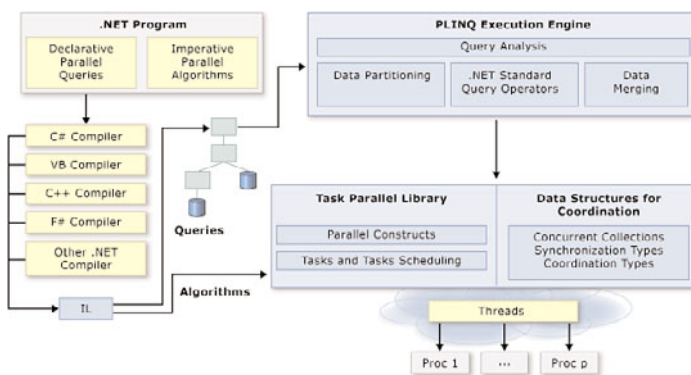 .NET Program
Declarative
Parallel
Queries
Imperative
Parallel
Algorithms
C# Compiler
VB Compiler
C++ Compiler
F# Compiler
Other .NET
Compiler
IL
Queries
Algorithms
PLINQ Execution Engine
Query Analysis
Data Partitioning
.NET Standard
Query Operators
Data
Merging
Task Parallel Library
Parallel Constructs
Tasks and Tasks Scheduling
Data Structures for
Coordination
Concurrent Collections
Synchronization Types
Coordination Types
Threads
Proc 1
...
Proc p